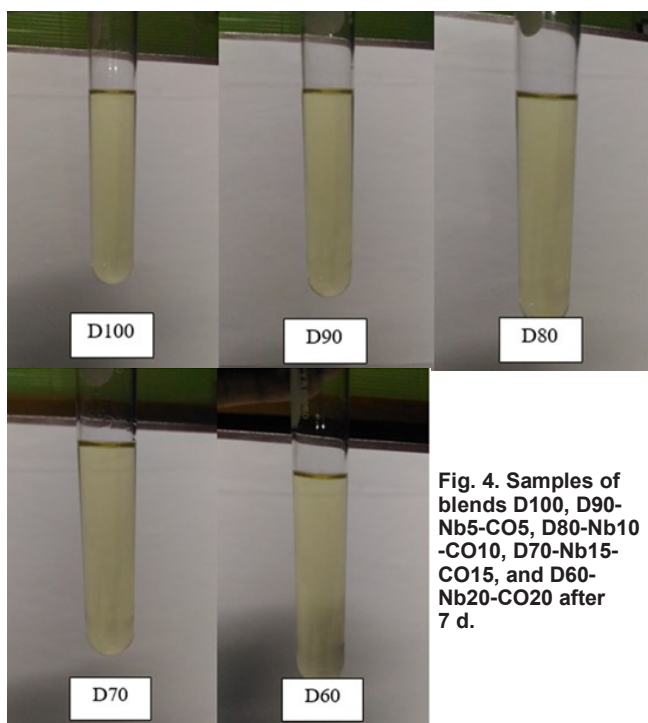 D100
D90
D80
D70
D60
Fig. 4. Samples of
blends D100, D90-
Nb5-CO5, D80-Nb10
-CO10, D70-Nb15-
CO15, and D60-
Nb20-CO20 after
7 d.